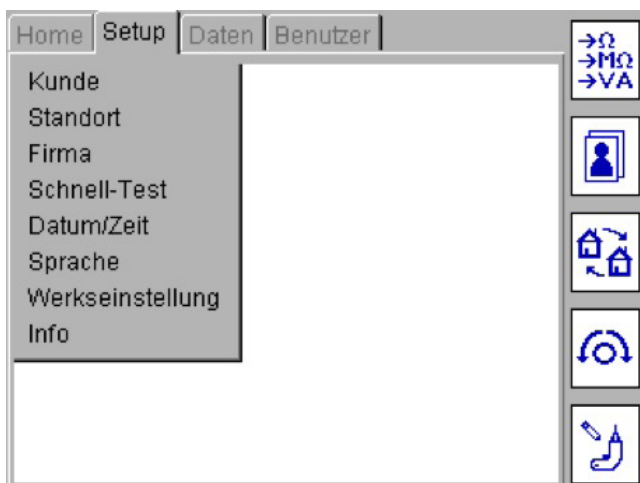 Home Setup Daten Benutzer
Kunde
Standort
Firma
Schnell-Test
Datum/Zeit
Sprache
Werkseinstellung
Info
→Ω
→MΩ
→VA